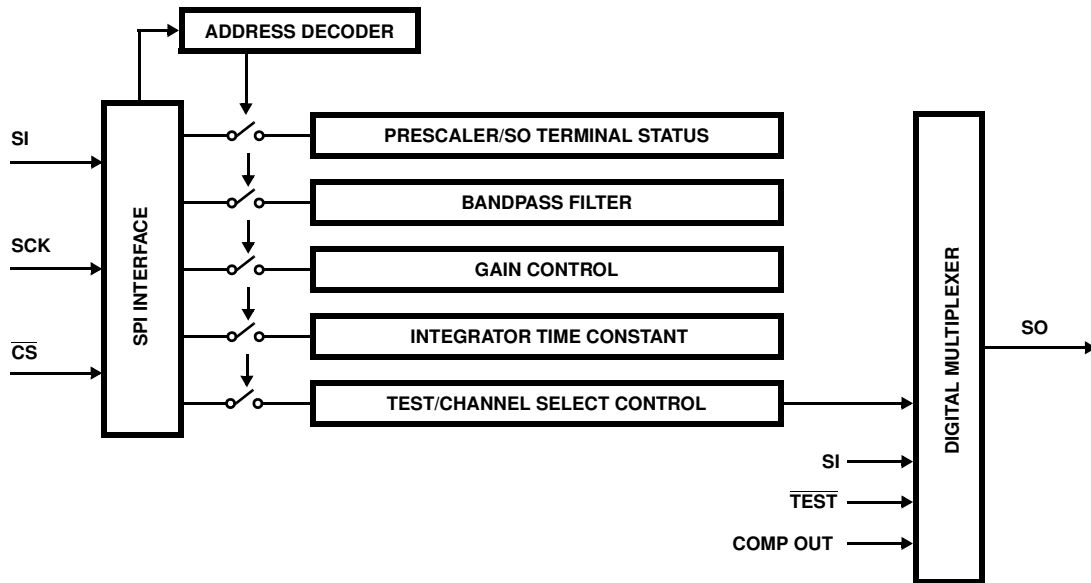 ADDRESS DECODER
SI
SCK
CS
SPI INTERFACE
PRESCALER/SO TERMINAL STATUS
BANDPASS FILTER
GAIN CONTROL
INTEGRATOR TIME CONSTANT
TEST/CHANNEL SELECT CONTROL
SI
TEST
COMP OUT
DIGITAL MULTIPLEXER
SO